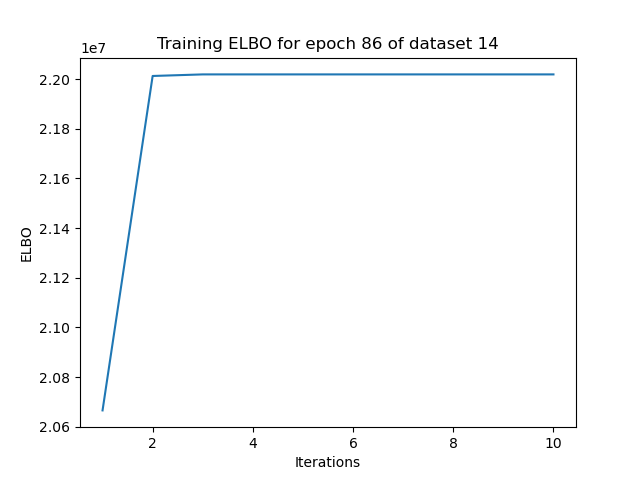 Training ELBO for epoch 86 of dataset 14
1e7
2.20
2.18
2.16
2.14
2.12
2.10
2.08
2.06
ELBO
2 4 6 8 10
Iterations